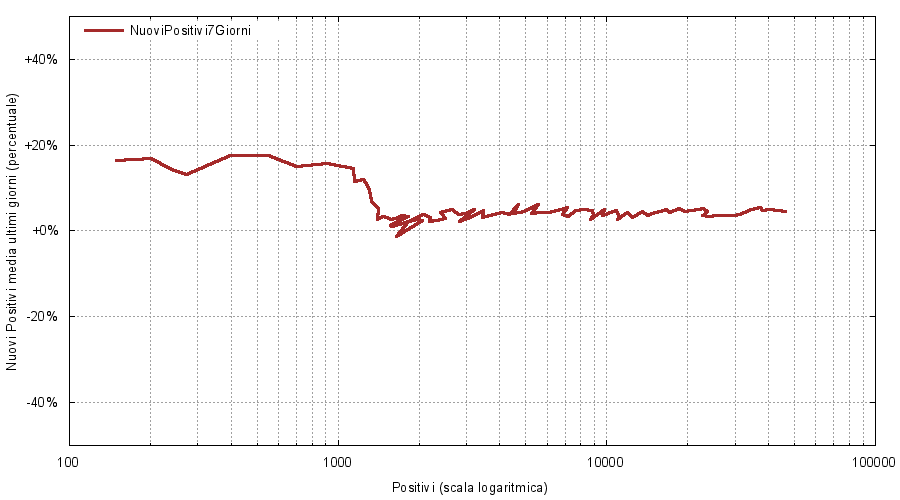 NuoviPositivi7Giorni
+40%
+20%
+0%
-20%
-40%
Nuovi Positivi media ultimi giorni (percentuale)
100 1000 10000 100000
Positivi (scala logaritmica)